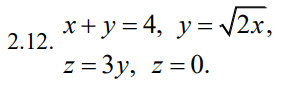 2.12. x + y = 4, y = √2x,
z = 3y, z = 0.